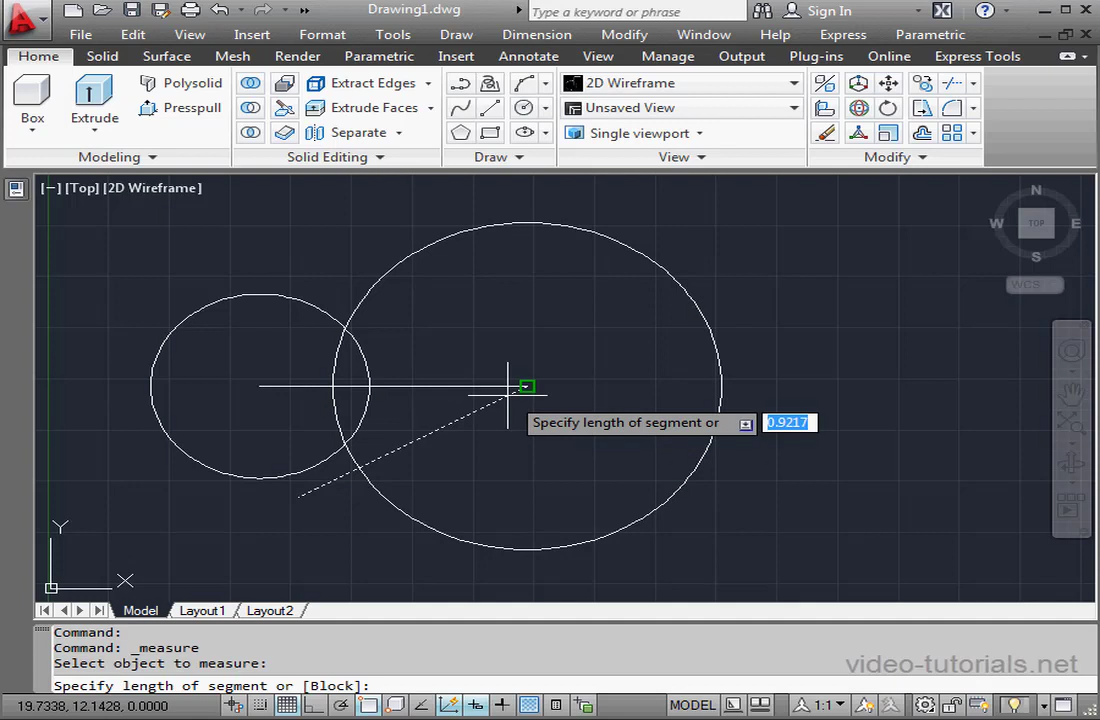 Drawing1.dwg
Type a keyword or phrase
Sign In
File Edit View Insert Format Tools Draw Dimension Modify Window Help Express Parametric
Home Solid Surface Mesh Render Parametric Insert Annotate View Manage Output Plug-ins Online Express Tools
Polysolid
Extract Edges
2D Wireframe
Box
Extrude
Presspull
Extrude Faces
Unsaved View
Separate
Single viewport
Modeling
Solid Editing
Draw
View
Modify
[−] [Top] [2D Wireframe]
N
W
TOP
E
S
WCS
Specify length of segment or
0.9217
Y
X
Model
Layout1
Layout2
Command:
Command: _measure
Select object to measure:
Specify length of segment or [Block]:
video-tutorials.net
19.7338, 12.1428, 0.0000
MODEL
1:1